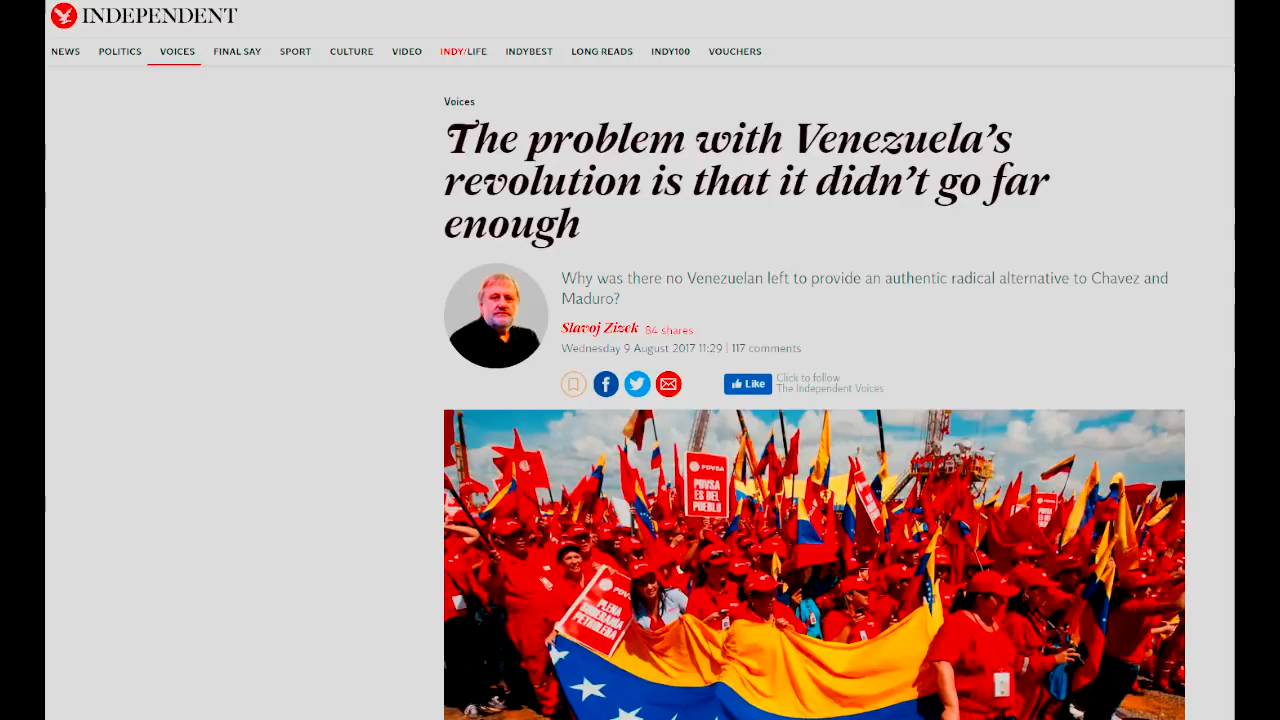 INDEPENDENT
NEWS POLITICS VOICES FINAL SAY SPORT CULTURE VIDEO INDY/LIFE INDYBEST LONG READS INDY100 VOUCHERS
Voices
The problem with Venezuela's
revolution is that it didn't go far
enough
Why was there no Venezuelan left to provide an authentic radical alternative to Chavez and
Maduro?
Slavoj Zizek 84 shares
Wednesday 9 August 2017 11:29 | 117 comments
Like
Click to follow
The Independent Voices
PDVSA
PDVSA
ES DEL
PUEBLO
PLENA
SOBERANIA
PETROLERA